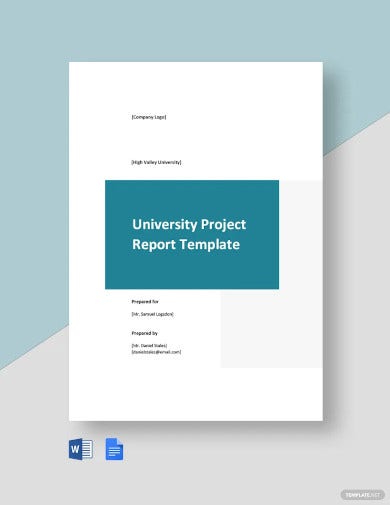 [Company Logo]
[High Valley University]
University Project
Report Template
Prepared for
[Mr. Samuel Logsdon]
Prepared by
[Mr. Daniel Stales]
[danielstales@email.com]
W
TEMPLATE.NET